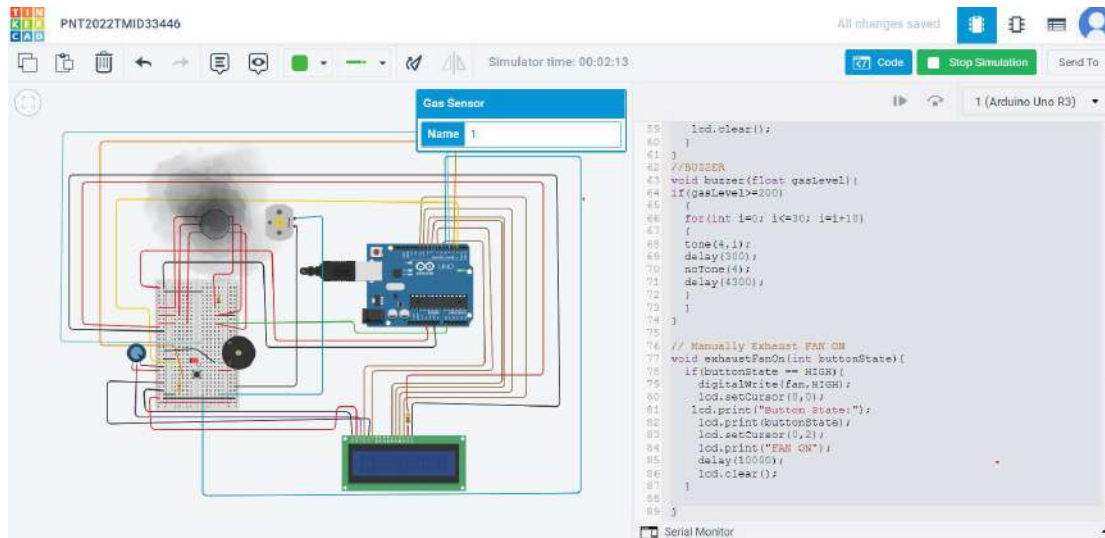 TIN
KER
CAD
PNT2022TMID33446
All changes saved
Simulator time: 00:02:13
Code
Stop Simulation
Send To
Gas Sensor
Name 1
1 (Arduino Uno R3)
59 lcd.clear();
60 }
61 }
62 //BUZZER
63 void buzzer(float gasLevel){
64 if(gasLevel>=200)
65 {
66 for(int i=0; i<=30; i=i+10)
67 {
68 tone(4,i);
69 delay(300);
70 noTone(4);
71 delay(4300);
72 }
73 }
74 }
75
76 // Manually Exhaust FAN ON
77 void exhaustFanOn(int buttonState){
78 if(buttonState == HIGH){
79 digitalWrite(fan,HIGH);
80 lcd.setCursor(0,0);
81 lcd.print("Button State:");
82 lcd.print(buttonState);
83 lcd.setCursor(0,2);
84 lcd.print("FAN ON");
85 delay(10000);
86 lcd.clear();
87 }
88
89 }
Serial Monitor